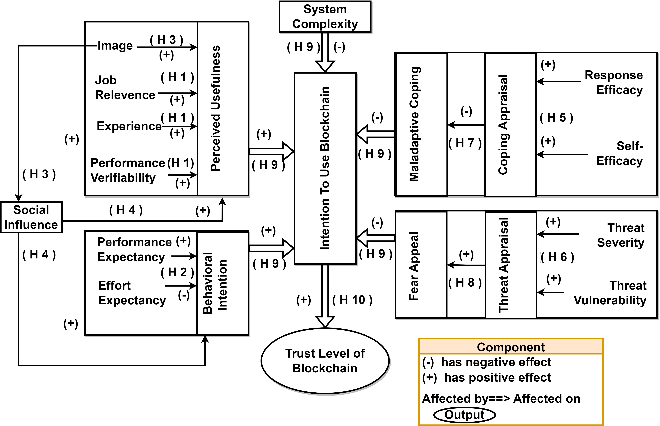 System
Complexity
( H 9 )
(-)
Image
( H 3 )
(+)
Job
Relevence
( H 1 )
(+)
Experience
( H 1 )
(+)
Performance
Verifiability
( H 1 )
(+)
Perceived Usefulness
(+)
( H 9 )
(+)
( H 3 )
Social
Influence
( H 4 )
(+)
( H 4 )
(+)
Performance
Expectancy
(+)
( H 2 )
Effort
Expectancy
(-)
Behavioral
Intention
(+)
( H 9 )
Intention To Use Blockchain
(-)
( H 9 )
Maladaptive Coping
(-)
( H 7 )
Coping Appraisal
(+)
Response
Efficacy
( H 5 )
(+)
Self-
Efficacy
(-)
( H 9 )
Fear Appeal
(+)
( H 8 )
Threat Appraisal
(+)
Threat
Severity
( H 6 )
(+)
Threat
Vulnerability
(+)
( H 10 )
Trust Level of
Blockchain
Component
(-) has negative effect
(+) has positive effect
Affected by==> Affected on
Output